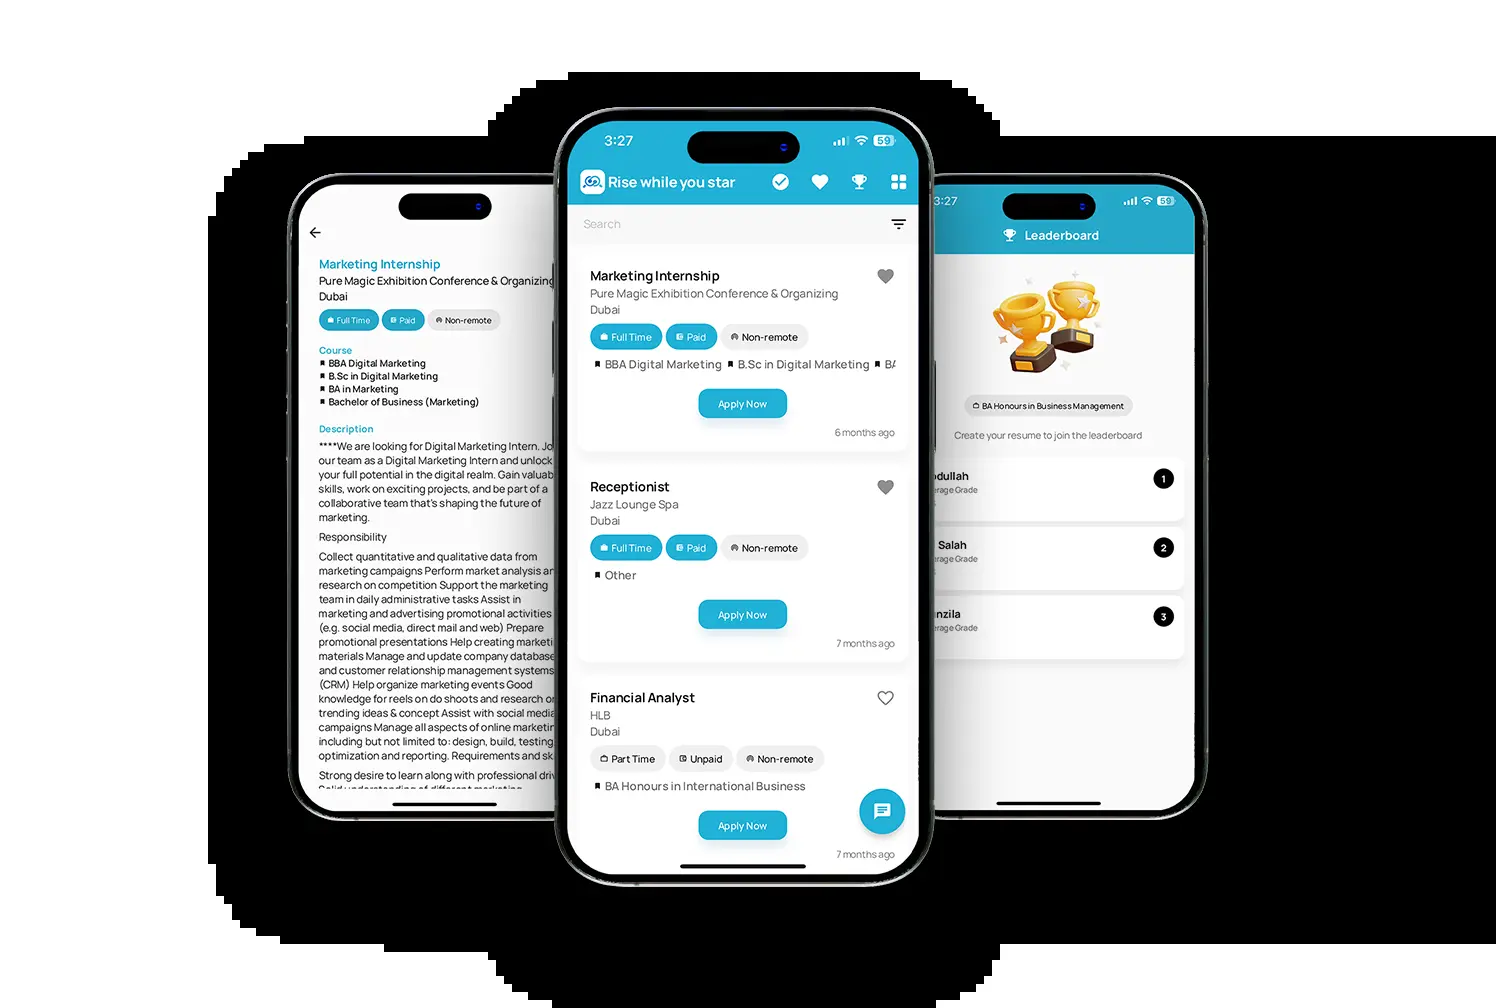 Marketing Internship
Pure Magic Exhibition Conference & Organizing
Dubai
Full Time Paid Non-remote
Course
BBA Digital Marketing
B.Sc in Digital Marketing
BA in Marketing
Bachelor of Business (Marketing)
Description
****We are looking for Digital Marketing Intern. Jo
our team as a Digital Marketing Intern and unlock
your full potential in the digital realm. Gain valuab
skills, work on exciting projects, and be part of a
collaborative team that's shaping the future of
marketing.
Responsibility
Collect quantitative and qualitative data from
marketing campaigns Perform market analysis an
research on competition Support the marketing
team in daily administrative tasks Assist in
marketing and advertising promotional activities
(e.g. social media, direct mail and web) Prepare
promotional presentations Help creating marketi
materials Manage and update company database
and customer relationship management systems
(CRM) Help organize marketing events Good
knowledge for reels on do shoots and research or
trending ideas & concept Assist with social media
campaigns Manage all aspects of online marketin
including but not limited to: design, build, testing
optimization and reporting. Requirements and sk
Strong desire to learn along with professional driv
Solid understanding of different marketing
3:27 59
Rise while you star
Search
Marketing Internship
Pure Magic Exhibition Conference & Organizing
Dubai
Full Time Paid Non-remote
BBA Digital Marketing B.Sc in Digital Marketing BA
Apply Now
6 months ago
Receptionist
Jazz Lounge Spa
Dubai
Full Time Paid Non-remote
Other
Apply Now
7 months ago
Financial Analyst
HLB
Dubai
Part Time Unpaid Non-remote
BA Honours in International Business
Apply Now
7 months ago
3:27 59
Leaderboard
BA Honours in Business Management
Create your resume to join the leaderboard
dullah 1
erage Grade
Salah 2
erage Grade
nzila 3
erage Grade